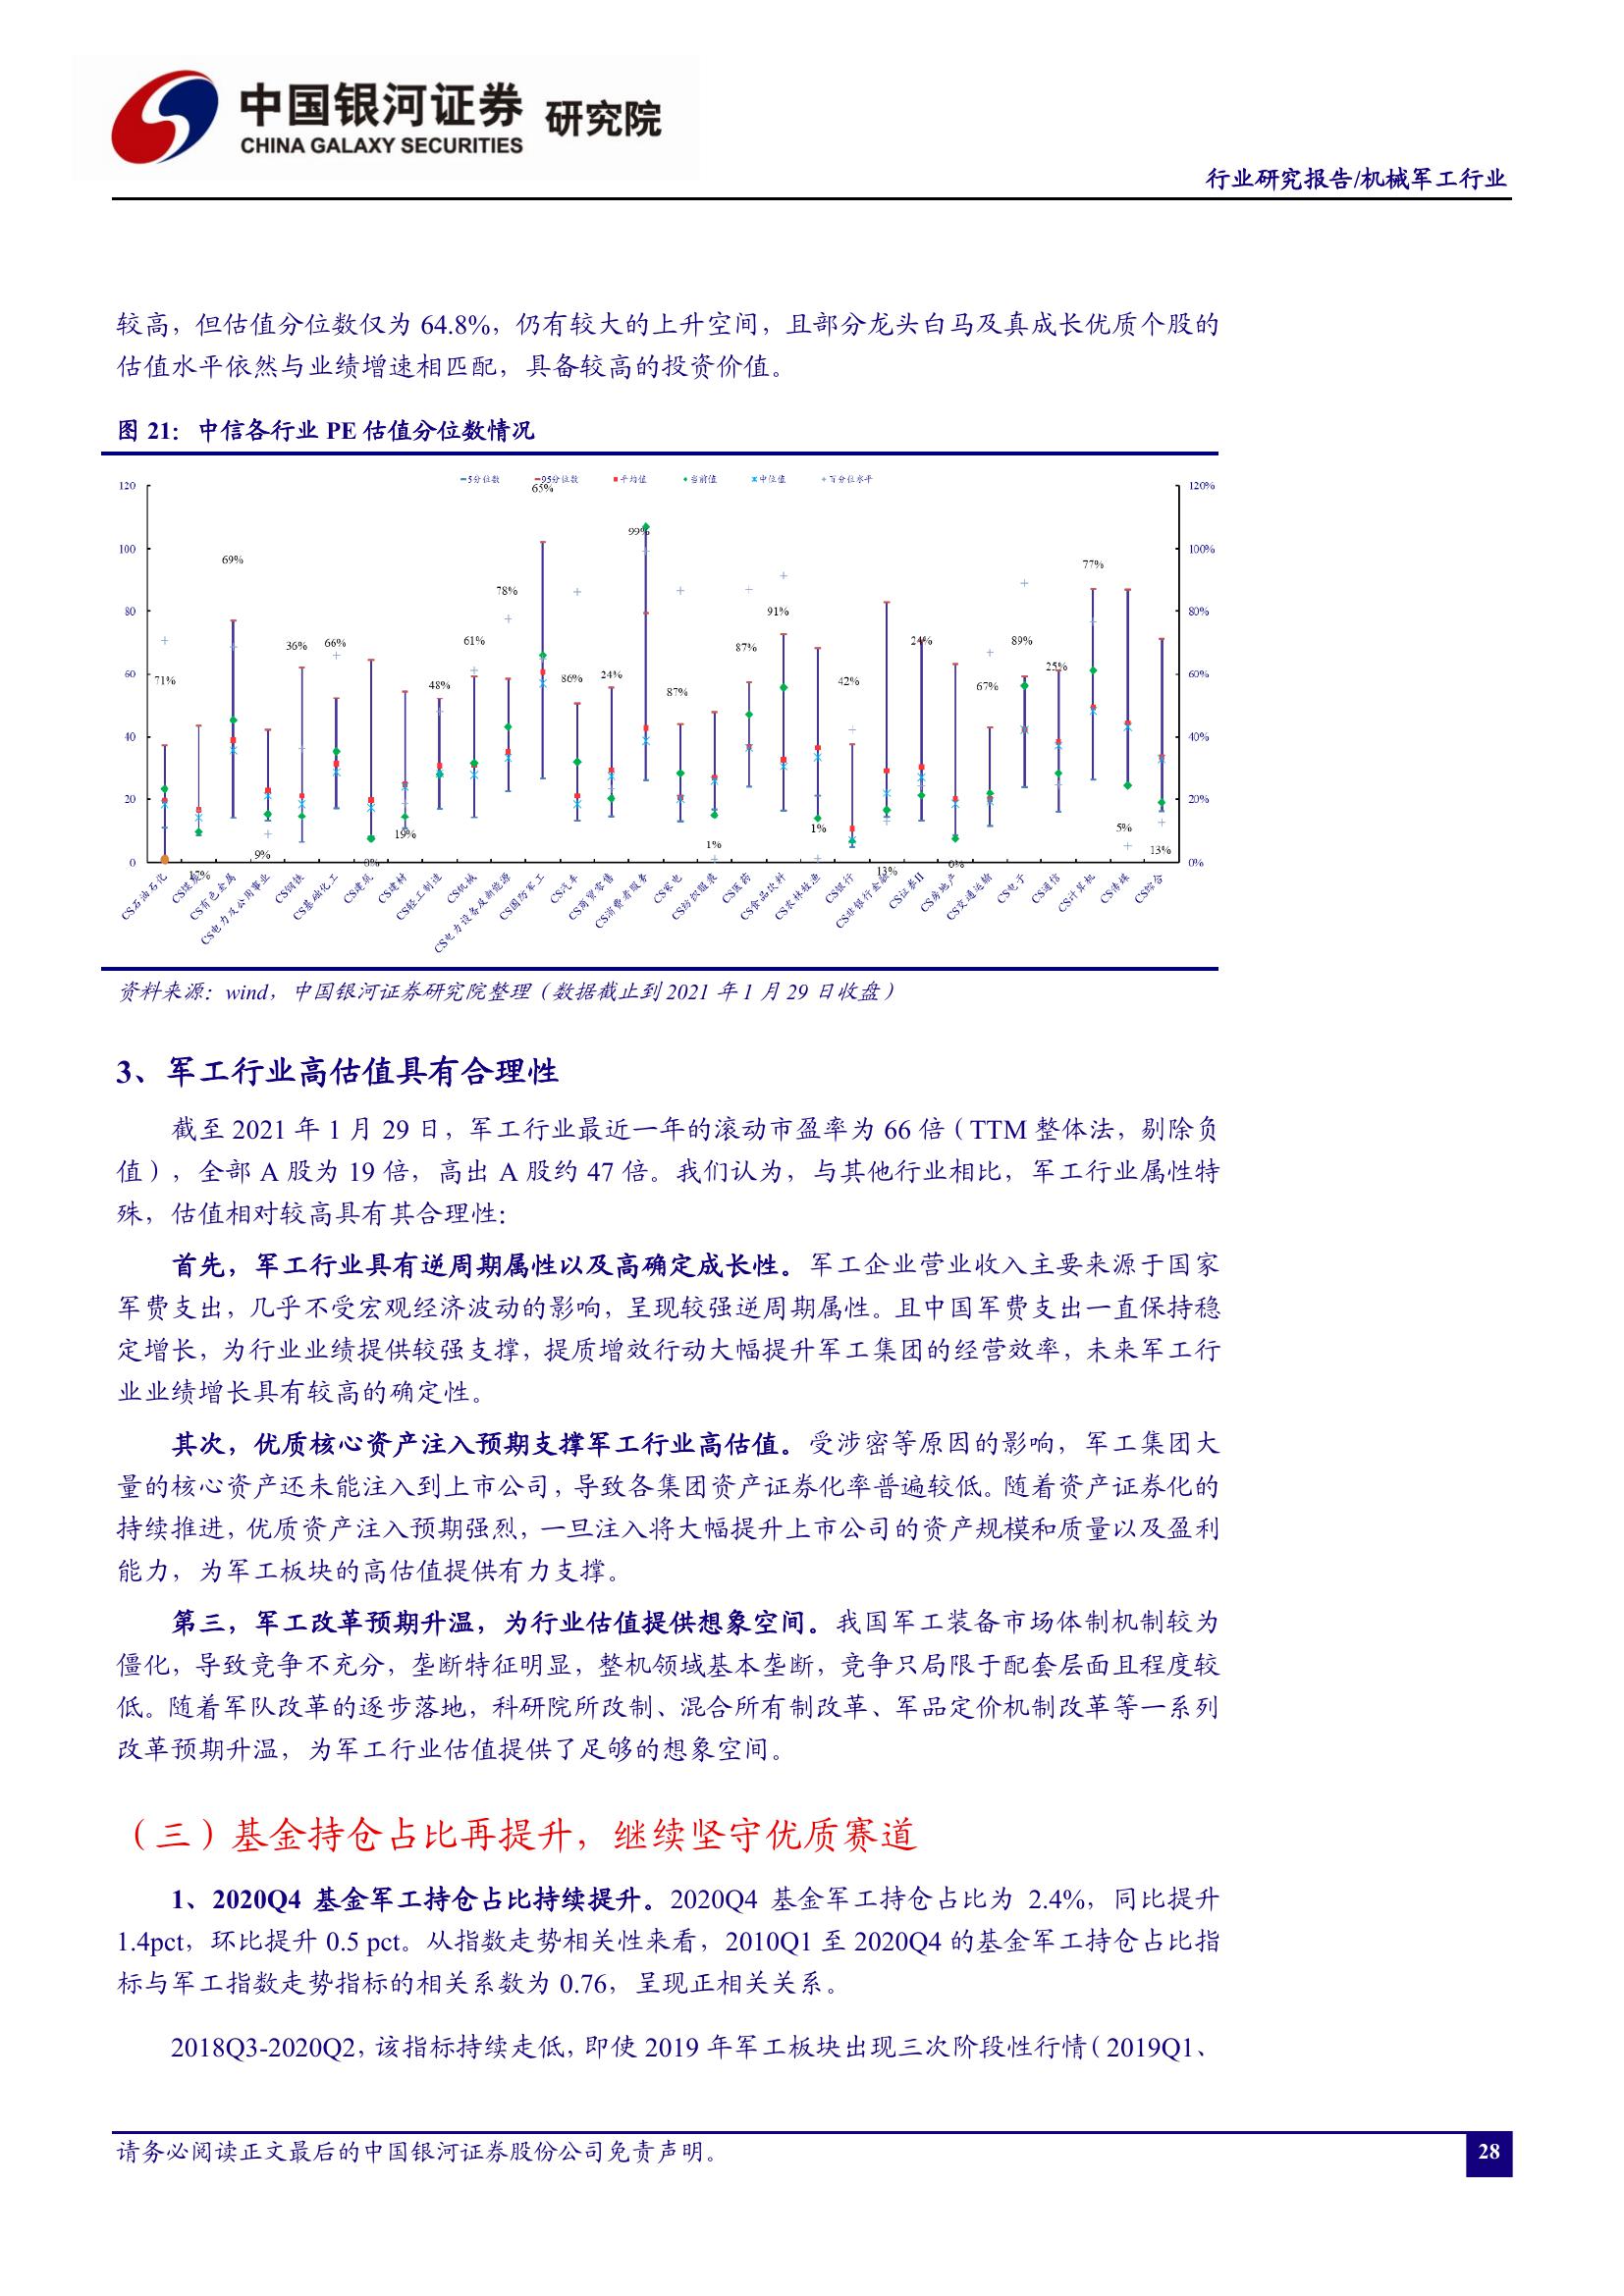 中国银河证券 研究院
CHINA GALAXY SECURITIES
行业研究报告/机械军工行业
较高，但估值分位数仅为 64.8%，仍有较大的上升空间，且部分龙头白马及真成长优质个股的
估值水平依然与业绩增速相匹配，具备较高的投资价值。
图 21：中信各行业 PE 估值分位数情况
5分位数 95分位数 平均值 当前值 中位值 百分位水平
120 100 80 60 40 20 0
120% 100% 80% 60% 40% 20% 0%
71% 17% 69% 9% 36% 66% 0% 19% 48% 61% 78% 65% 86% 24% 99% 87% 1% 87% 91% 1% 42% 13% 24% 0% 67% 89% 25% 77% 5% 13%
CS石油石化 CS煤炭 CS有色金属 CS电力及公用事业 CS钢铁 CS基础化工 CS建筑 CS建材 CS轻工制造 CS机械 CS电力设备及新能源 CS国防军工 CS汽车 CS商贸零售 CS消费者服务 CS家电 CS纺织服装 CS医药 CS食品饮料 CS农林牧渔 CS银行 CS非银行金融 CS证券II CS房地产 CS交通运输 CS电子 CS通信 CS计算机 CS传媒 CS综合
资料来源：wind，中国银河证券研究院整理（数据截止到 2021 年 1 月 29 日收盘）
3、军工行业高估值具有合理性
截至 2021 年 1 月 29 日，军工行业最近一年的滚动市盈率为 66 倍（TTM 整体法，剔除负
值），全部 A 股为 19 倍，高出 A 股约 47 倍。我们认为，与其他行业相比，军工行业属性特
殊，估值相对较高具有其合理性：
首先，军工行业具有逆周期属性以及高确定成长性。军工企业营业收入主要来源于国家
军费支出，几乎不受宏观经济波动的影响，呈现较强逆周期属性。且中国军费支出一直保持稳
定增长，为行业业绩提供较强支撑，提质增效行动大幅提升军工集团的经营效率，未来军工行
业业绩增长具有较高的确定性。
其次，优质核心资产注入预期支撑军工行业高估值。受涉密等原因的影响，军工集团大
量的核心资产还未能注入到上市公司，导致各集团资产证券化率普遍较低。随着资产证券化的
持续推进，优质资产注入预期强烈，一旦注入将大幅提升上市公司的资产规模和质量以及盈利
能力，为军工板块的高估值提供有力支撑。
第三，军工改革预期升温，为行业估值提供想象空间。我国军工装备市场体制机制较为
僵化，导致竞争不充分，垄断特征明显，整机领域基本垄断，竞争只局限于配套层面且程度较
低。随着军队改革的逐步落地，科研院所改制、混合所有制改革、军品定价机制改革等一系列
改革预期升温，为军工行业估值提供了足够的想象空间。
（三）基金持仓占比再提升，继续坚守优质赛道
1、2020Q4 基金军工持仓占比持续提升。2020Q4 基金军工持仓占比为 2.4%，同比提升
1.4pct，环比提升 0.5 pct。从指数走势相关性来看，2010Q1 至 2020Q4 的基金军工持仓占比指
标与军工指数走势指标的相关系数为 0.76，呈现正相关关系。
2018Q3-2020Q2，该指标持续走低，即使 2019 年军工板块出现三次阶段性行情（2019Q1、
请务必阅读正文最后的中国银河证券股份公司免责声明。
28